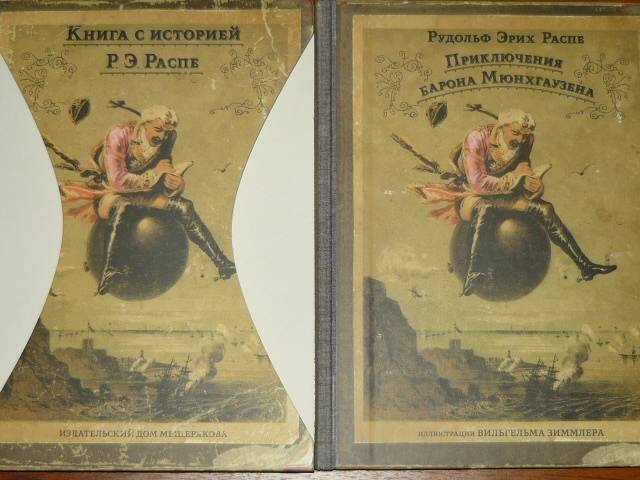 Книга с историей
Р. Э. Распе
Издательский дом Мещерякова
Рудольф Эрих Распе
Приключения
барона Мюнхгаузена
иллюстрации Вильгельма Зиммлера